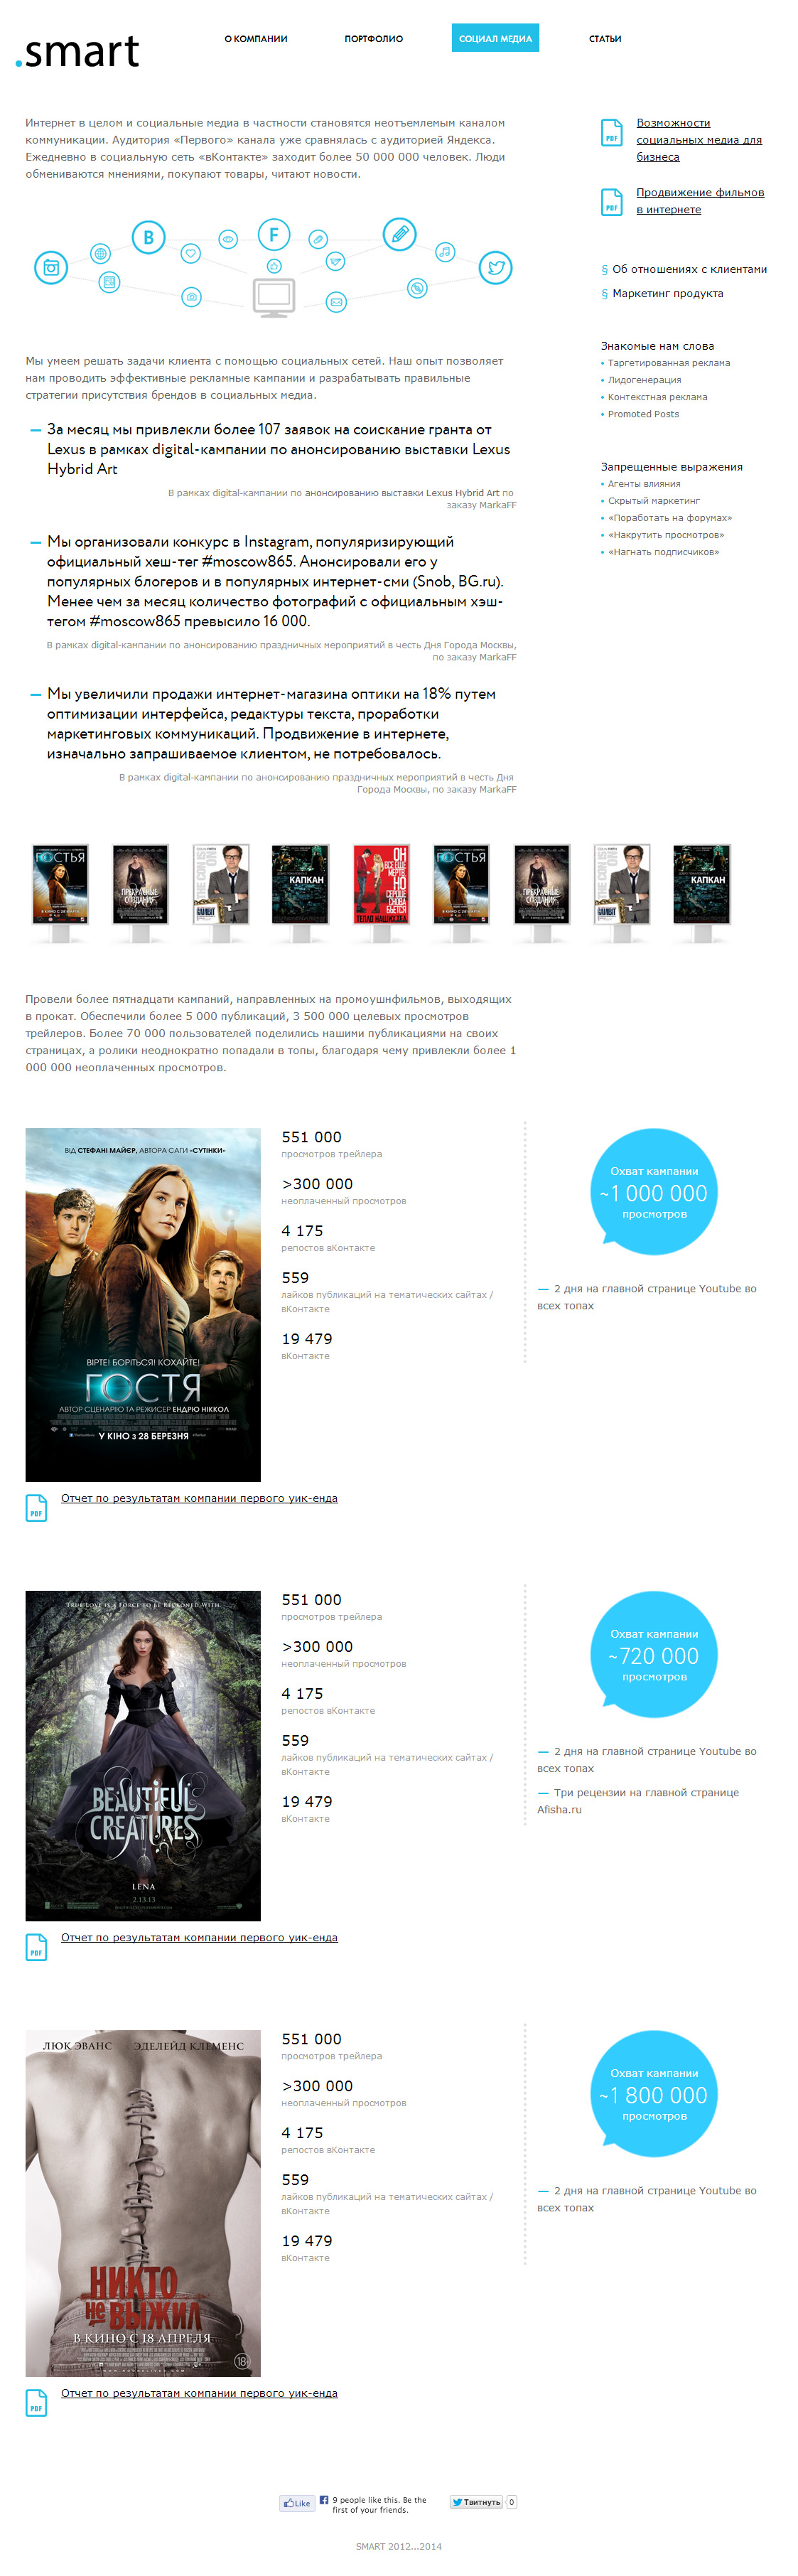 .smart
О КОМПАНИИ
ПОРТФОЛИО
СОЦИАЛ МЕДИА
СТАТЬИ
Интернет в целом и социальные медиа в частности становятся неотъемлемым каналом
коммуникации. Аудитория «Первого» канала уже сравнялась с аудиторией Яндекса.
Ежедневно в социальную сеть «вКонтакте» заходит более 50 000 000 человек. Люди
обмениваются мнениями, покупают товары, читают новости.
B
F
Мы умеем решать задачи клиента с помощью социальных сетей. Наш опыт позволяет
нам проводить эффективные рекламные кампании и разрабатывать правильные
стратегии присутствия брендов в социальных медиа.
— За месяц мы привлекли более 107 заявок на соискание гранта от
Lexus в рамках digital-кампании по анонсированию выставки Lexus
Hybrid Art
В рамках digital-кампании по анонсированию выставки Lexus Hybrid Art по
заказу MarkaFF
— Мы организовали конкурс в Instagram, популяризирующий
официальный хеш-тег #moscow865. Анонсировали его у
популярных блогеров и в популярных интернет-сми (Snob, BG.ru).
Менее чем за месяц количество фотографий с официальным хэш-
тегом #moscow865 превысило 16 000.
В рамках digital-кампании по анонсированию праздничных мероприятий в честь Дня Города Москвы,
по заказу MarkaFF
— Мы увеличили продажи интернет-магазина оптики на 18% путем
оптимизации интерфейса, редактуры текста, проработки
маркетинговых коммуникаций. Продвижение в интернете,
изначально запрашиваемое клиентом, не потребовалось.
В рамках digital-кампании по анонсированию праздничных мероприятий в честь Дня
Города Москвы, по заказу MarkaFF
PDF
Возможности
социальных медиа для
бизнеса
PDF
Продвижение фильмов
в интернете
§ Об отношениях с клиентами
§ Маркетинг продукта
Знакомые нам слова
• Таргетированная реклама
• Лидогенерация
• Контекстная реклама
• Promoted Posts
Запрещенные выражения
• Агенты влияния
• Скрытый маркетинг
• «Поработать на форумах»
• «Накрутить просмотров»
• «Нагнать подписчиков»
ГОСТЬЯ
ПРЕКРАСНЫЕ
СОЗДАНИЯ
GAMBIT
КАПКАН
ОН
ВСЕ ЕЩЕ
МЕРТВ,
НО
СЕРДЦЕ
СНОВА
БЬЕТСЯ
ГОСТЬЯ
ПРЕКРАСНЫЕ
СОЗДАНИЯ
GAMBIT
КАПКАН
Провели более пятнадцати кампаний, направленных на промоушнфильмов, выходящих
в прокат. Обеспечили более 5 000 публикаций, 3 500 000 целевых просмотров
трейлеров. Более 70 000 пользователей поделились нашими публикациями на своих
страницах, а ролики неоднократно попадали в топы, благодаря чему привлекли более 1
000 000 неоплаченных просмотров.
ВІД СТЕФАНІ МАЙЄР, АВТОРА САГИ «СУТІНКИ»
ВІРТЕ! БОРІТЬСЯ! КОХАЙТЕ!
ГОСТЯ
АВТОР СЦЕНАРІЮ ТА РЕЖИСЕР ЕНДРЮ НІККОЛ
У КІНО З 28 БЕРЕЗНЯ
551 000
просмотров трейлера
>300 000
неоплаченный просмотров
4 175
репостов вКонтакте
559
лайков публикаций на тематических сайтах /
вКонтакте
19 479
вКонтакте
Охват кампании
~1 000 000
просмотров
— 2 дня на главной странице Youtube во
всех топах
PDF
Отчет по результатам компании первого уик-енда
TRUE LOVE IS A FORCE TO BE RECKONED WITH
BEAUTIFUL
CREATURES
LENA
2.13.13
551 000
просмотров трейлера
>300 000
неоплаченный просмотров
4 175
репостов вКонтакте
559
лайков публикаций на тематических сайтах /
вКонтакте
19 479
вКонтакте
Охват кампании
~720 000
просмотров
— 2 дня на главной странице Youtube во
всех топах
— Три рецензии на главной странице
Afisha.ru
PDF
Отчет по результатам компании первого уик-енда
ЛЮК ЭВАНС ЭДЕЛЕЙД КЛЕМЕНС
НИКТО
НЕ ВЫЖИЛ
В КИНО С 18 АПРЕЛЯ
18
551 000
просмотров трейлера
>300 000
неоплаченный просмотров
4 175
репостов вКонтакте
559
лайков публикаций на тематических сайтах /
вКонтакте
19 479
вКонтакте
Охват кампании
~1 800 000
просмотров
— 2 дня на главной странице Youtube во
всех топах
PDF
Отчет по результатам компании первого уик-енда
Like
9 people like this. Be the
first of your friends.
Твитнуть
0
SMART 2012...2014